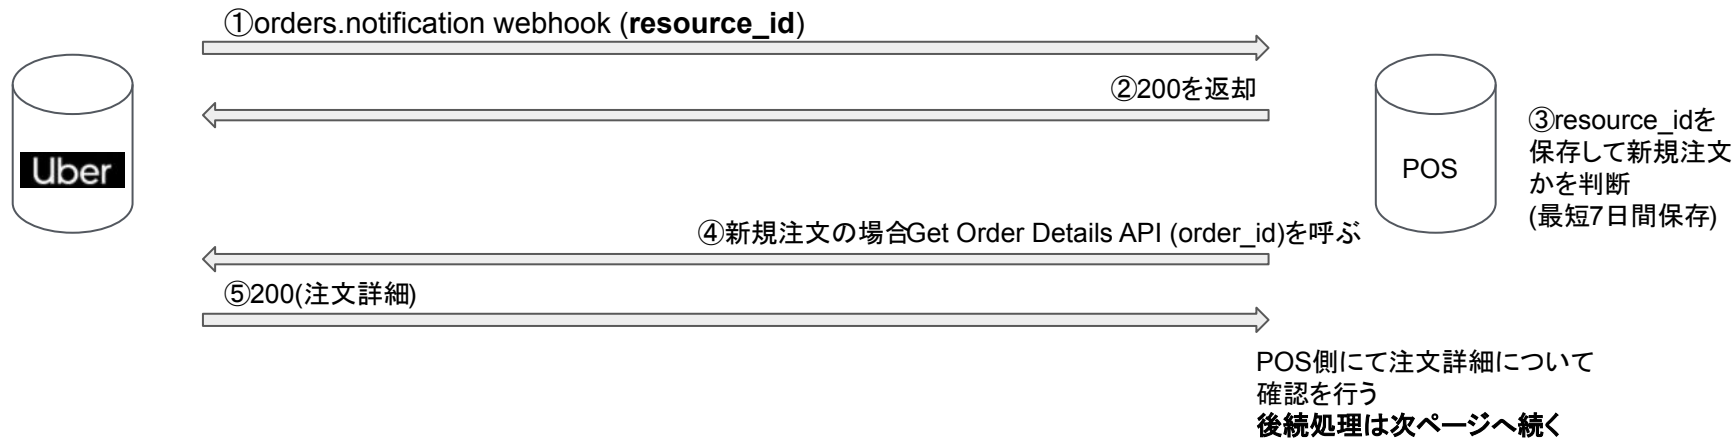 ①orders.notification webhook (resource_id)
②200を返却
Uber
POS
③resource_idを
保存して新規注文
かを判断
(最短7日間保存)
④新規注文の場合Get Order Details API (order_id)を呼ぶ
⑤200(注文詳細)
POS側にて注文詳細について
確認を行う
後続処理は次ページへ続く